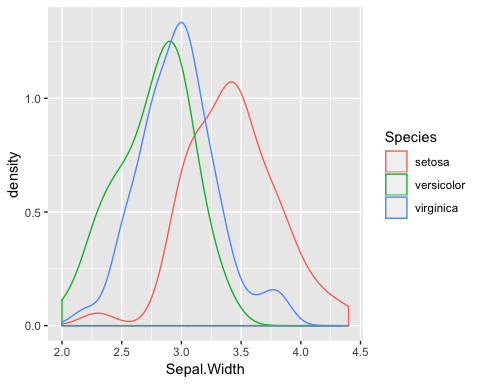 density
1.0
0.5
0.0
2.0 2.5 3.0 3.5 4.0 4.5
Sepal.Width
Species
setosa
versicolor
virginica